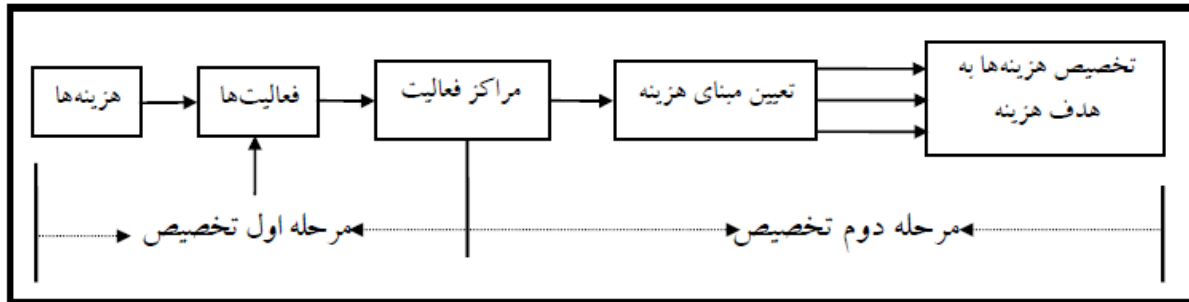 هزینه‌ها
فعالیت‌ها
مراکز فعالیت
تعیین مبنای هزینه
تخصیص هزینه‌ها به
هدف هزینه
مرحله اول تخصیص
مرحله دوم تخصیص